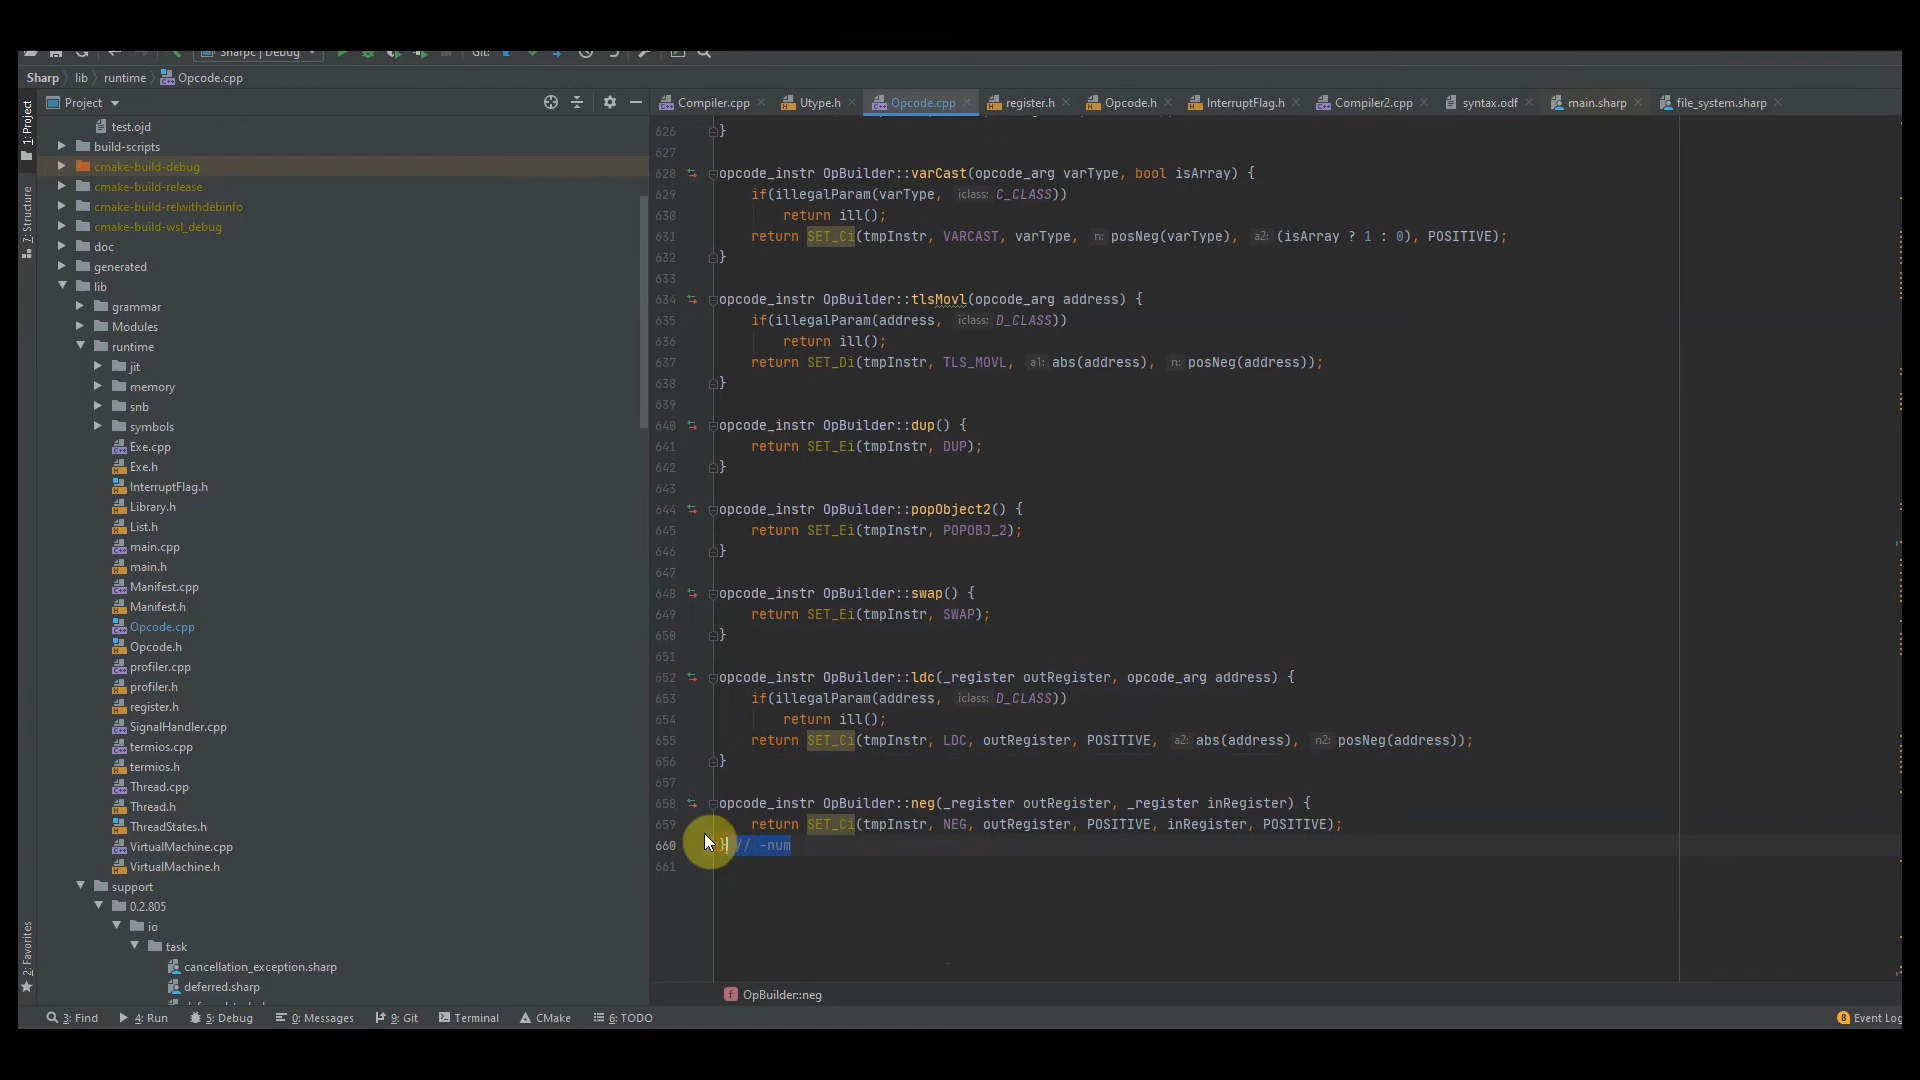 Sharpc | Debug
Git:
Sharp lib runtime Opcode.cpp
Project
Compiler.cpp Utype.h Opcode.cpp register.h Opcode.h InterruptFlag.h Compiler2.cpp syntax.odf main.sharp file_system.sharp
1: Project
7: Structure
2: Favorites
test.ojd
build-scripts
cmake-build-debug
cmake-build-release
cmake-build-relwithdebinfo
cmake-build-wsl_debug
doc
generated
lib
grammar
Modules
runtime
jit
memory
snb
symbols
Exe.cpp
Exe.h
InterruptFlag.h
Library.h
List.h
main.cpp
main.h
Manifest.cpp
Manifest.h
Opcode.cpp
Opcode.h
profiler.cpp
profiler.h
register.h
SignalHandler.cpp
termios.cpp
termios.h
Thread.cpp
Thread.h
ThreadStates.h
VirtualMachine.cpp
VirtualMachine.h
support
0.2.805
io
task
cancellation_exception.sharp
deferred.sharp
626 }
627
628 opcode_instr OpBuilder::varCast(opcode_arg varType, bool isArray) {
629 if(illegalParam(varType, iclass: C_CLASS))
630 return ill();
631 return SET_Ci(tmpInstr, VARCAST, varType, n: posNeg(varType), a2: (isArray ? 1 : 0), POSITIVE);
632 }
633
634 opcode_instr OpBuilder::tlsMovl(opcode_arg address) {
635 if(illegalParam(address, iclass: D_CLASS))
636 return ill();
637 return SET_Di(tmpInstr, TLS_MOVL, a1: abs(address), n: posNeg(address));
638 }
639
640 opcode_instr OpBuilder::dup() {
641 return SET_Ei(tmpInstr, DUP);
642 }
643
644 opcode_instr OpBuilder::popObject2() {
645 return SET_Ei(tmpInstr, POPOBJ_2);
646 }
647
648 opcode_instr OpBuilder::swap() {
649 return SET_Ei(tmpInstr, SWAP);
650 }
651
652 opcode_instr OpBuilder::ldc(_register outRegister, opcode_arg address) {
653 if(illegalParam(address, iclass: D_CLASS))
654 return ill();
655 return SET_Ci(tmpInstr, LDC, outRegister, POSITIVE, a2: abs(address), n2: posNeg(address));
656 }
657
658 opcode_instr OpBuilder::neg(_register outRegister, _register inRegister) {
659 return SET_Ci(tmpInstr, NEG, outRegister, POSITIVE, inRegister, POSITIVE);
660 } // -num
661
f OpBuilder::neg
3: Find 4: Run 5: Debug 0: Messages 9: Git Terminal CMake 6: TODO
8 Event Log